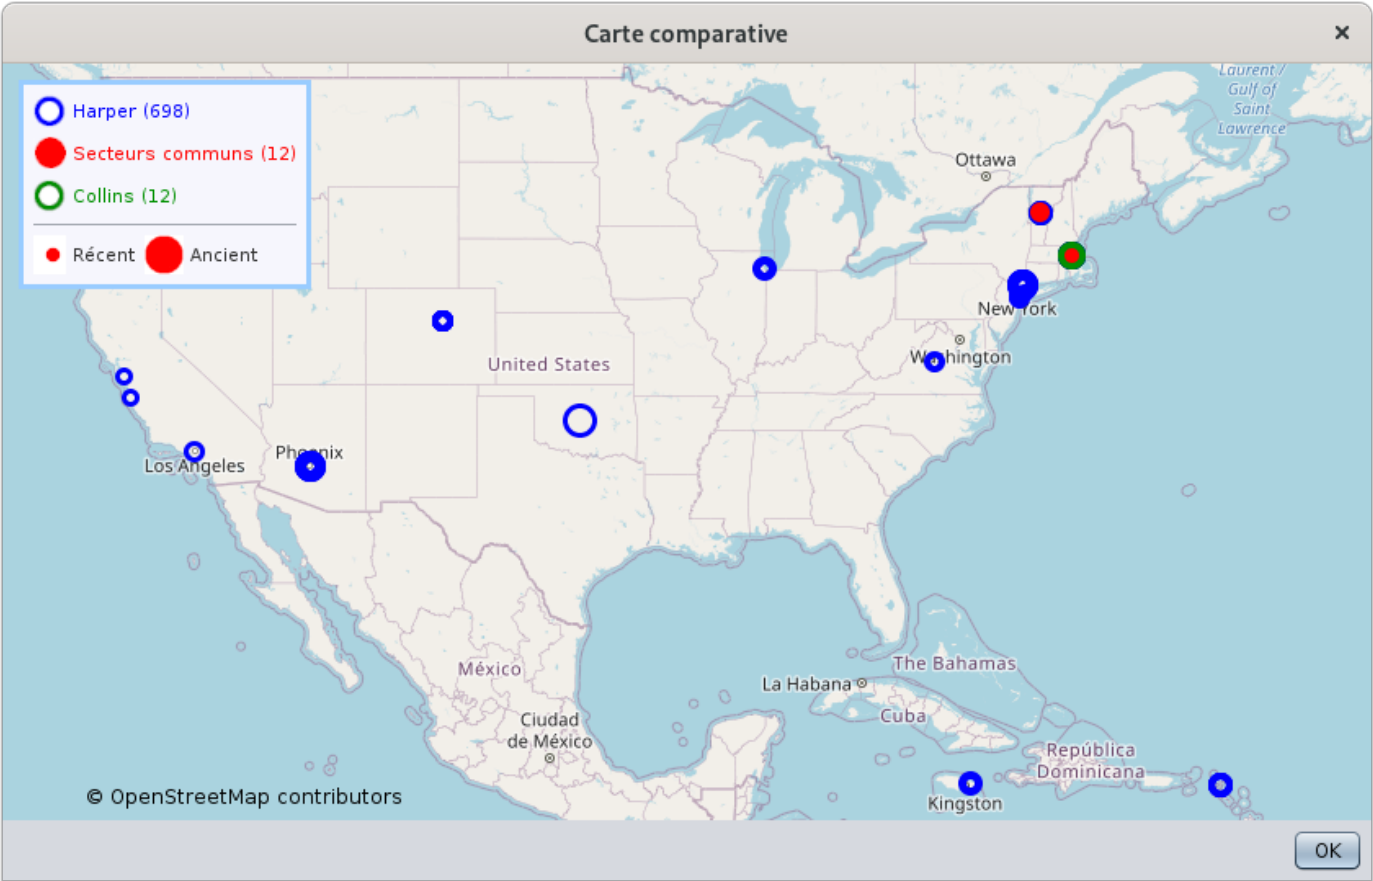 Carte comparative
Harper (698)
Secteurs communs (12)
Collins (12)
Récent
Ancient
Laurent /
Gulf of
Saint
Lawrence
Ottawa
New York
Washington
United States
Los Angeles
Phoenix
México
Ciudad
de México
La Habana
The Bahamas
Cuba
República
Dominicana
Kingston
© OpenStreetMap contributors
OK